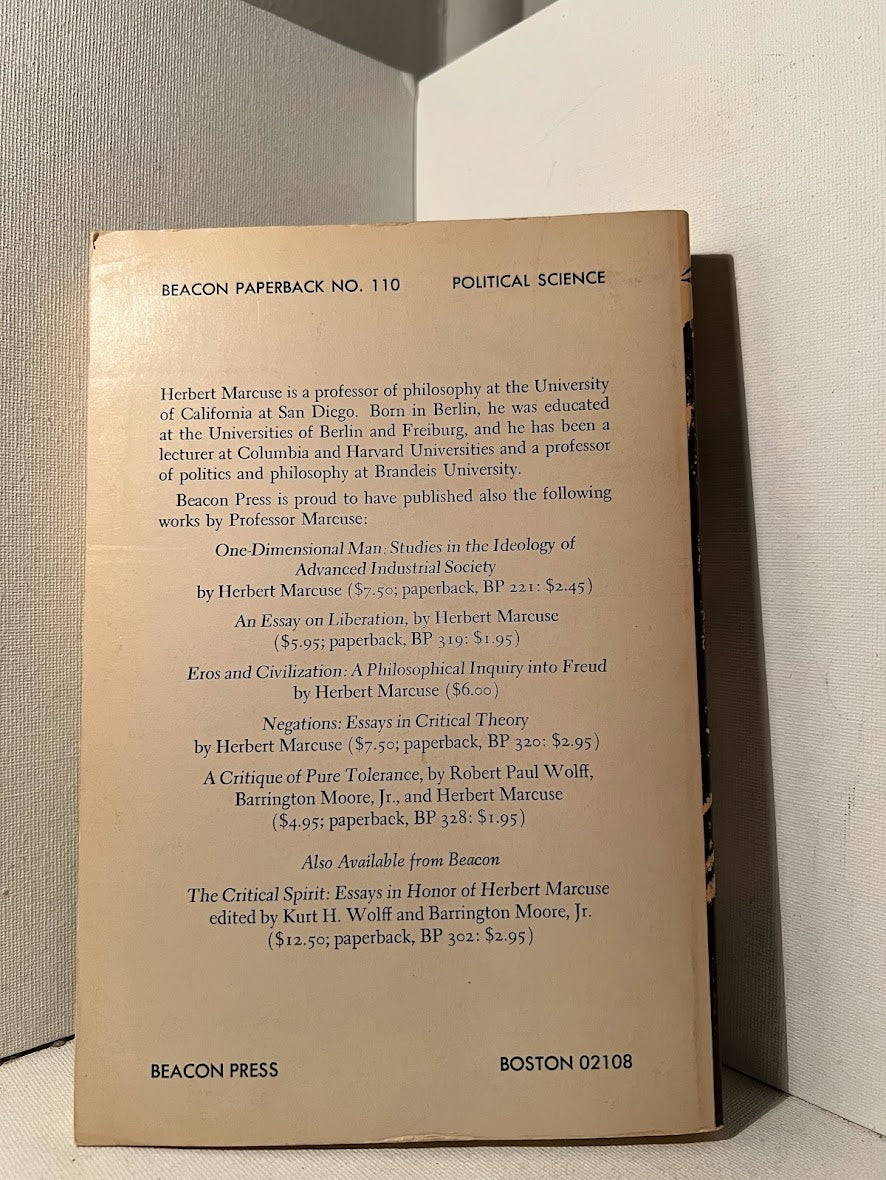 BEACON PAPERBACK NO. 110 POLITICAL SCIENCE
Herbert Marcuse is a professor of philosophy at the University
of California at San Diego. Born in Berlin, he was educated
at the Universities of Berlin and Freiburg, and he has been a
lecturer at Columbia and Harvard Universities and a professor
of politics and philosophy at Brandeis University.
Beacon Press is proud to have published also the following
works by Professor Marcuse:
One-Dimensional Man: Studies in the Ideology of
Advanced Industrial Society
by Herbert Marcuse ($7.50; paperback, BP 221: $2.45)
An Essay on Liberation, by Herbert Marcuse
($5.95; paperback, BP 319: $1.95)
Eros and Civilization: A Philosophical Inquiry into Freud
by Herbert Marcuse ($6.00)
Negations: Essays in Critical Theory
by Herbert Marcuse ($7.50; paperback, BP 320: $2.95)
A Critique of Pure Tolerance, by Robert Paul Wolff,
Barrington Moore, Jr., and Herbert Marcuse
($4.95; paperback, BP 328: $1.95)
Also Available from Beacon
The Critical Spirit: Essays in Honor of Herbert Marcuse
edited by Kurt H. Wolff and Barrington Moore, Jr.
($12.50; paperback, BP 302: $2.95)
BEACON PRESS BOSTON 02108